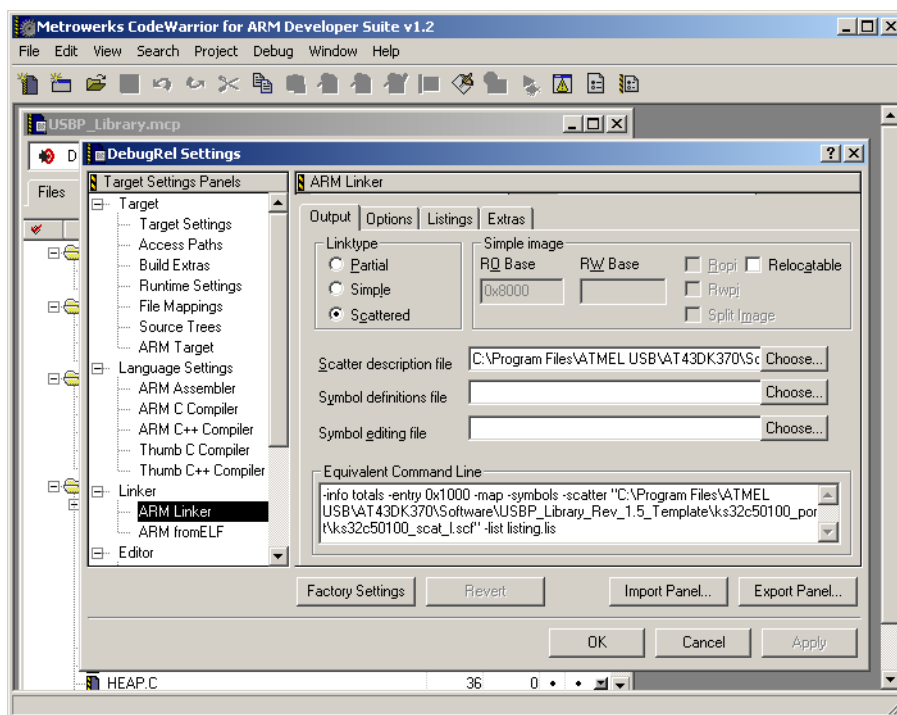 Metrowerks CodeWarrior for ARM Developer Suite v1.2
File Edit View Search Project Debug Window Help
USBP_Library.mcp
D
DebugRel Settings
Files
Target Settings Panels
Target
Target Settings
Access Paths
Build Extras
Runtime Settings
File Mappings
Source Trees
ARM Target
Language Settings
ARM Assembler
ARM C Compiler
ARM C++ Compiler
Thumb C Compiler
Thumb C++ Compiler
Linker
ARM Linker
ARM fromELF
Editor
ARM Linker
Output Options Listings Extras
Linktype
Partial
Simple
Scattered
Simple image
RO Base RW Base Ropi Relocatable
0x8000 Rwpi
Split Image
Scatter description file C:\Program Files\ATMEL USB\AT43DK370\Sc Choose...
Symbol definitions file Choose...
Symbol editing file Choose...
Equivalent Command Line
-info totals -entry 0x1000 -map -symbols -scatter "C:\Program Files\ATMEL
USB\AT43DK370\Software\USBP_Library_Rev_1.5_Template\ks32c50100_por
t\ks32c50100_scat_l.scf" -list listing.lis
Factory Settings Revert Import Panel... Export Panel...
OK Cancel Apply
HEAP.C 36 0 • •